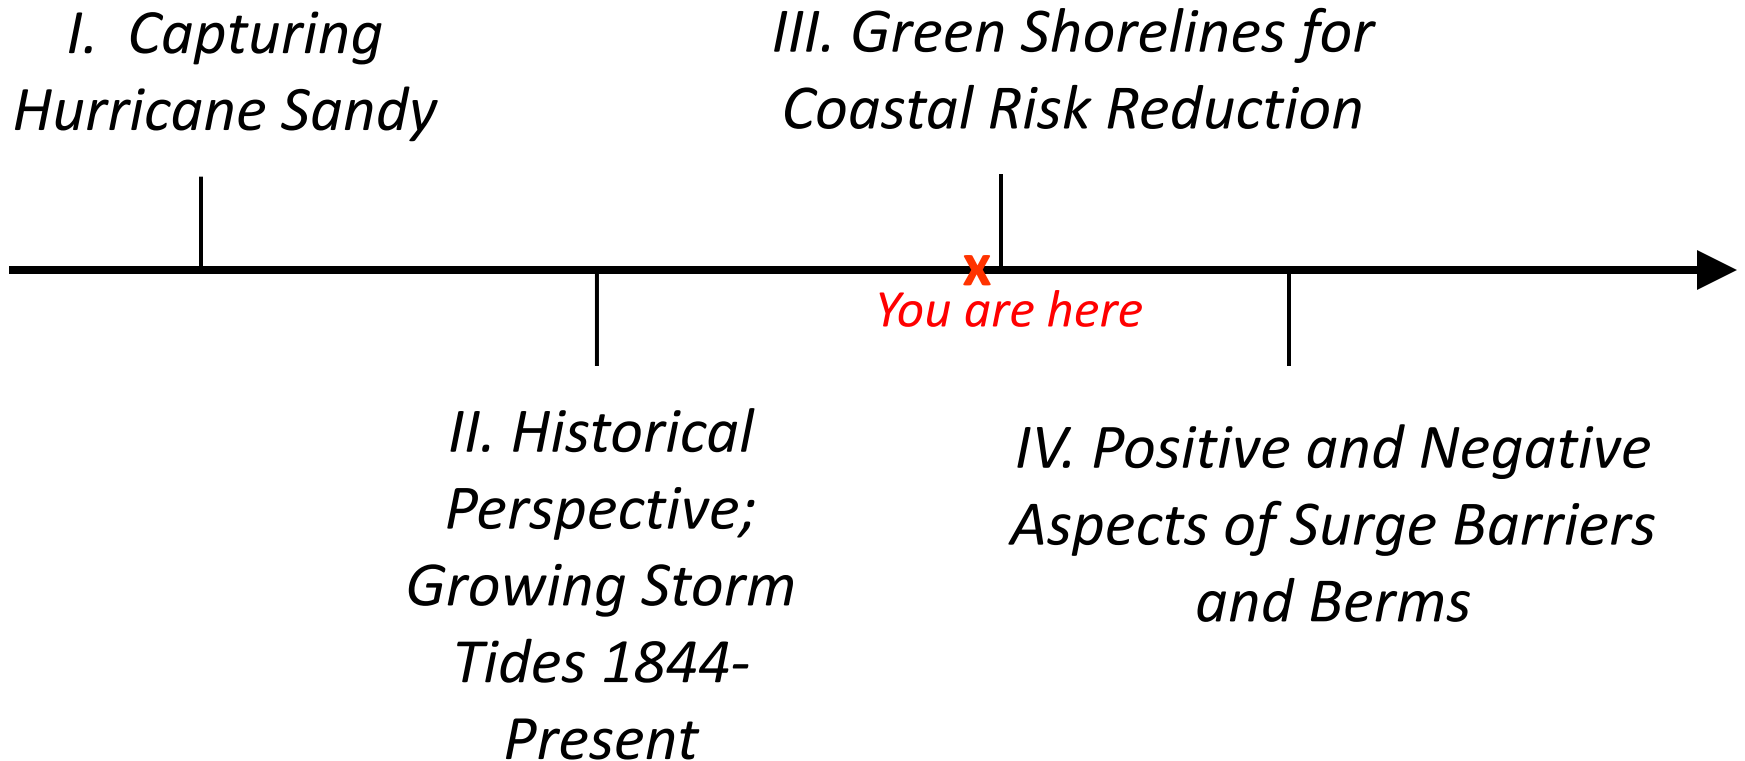 I.  Capturing
Hurricane Sandy
III. Green Shorelines for
Coastal Risk Reduction
x
You are here
II. Historical
Perspective;
Growing Storm
Tides 1844-
Present
IV. Positive and Negative
Aspects of Surge Barriers
and Berms